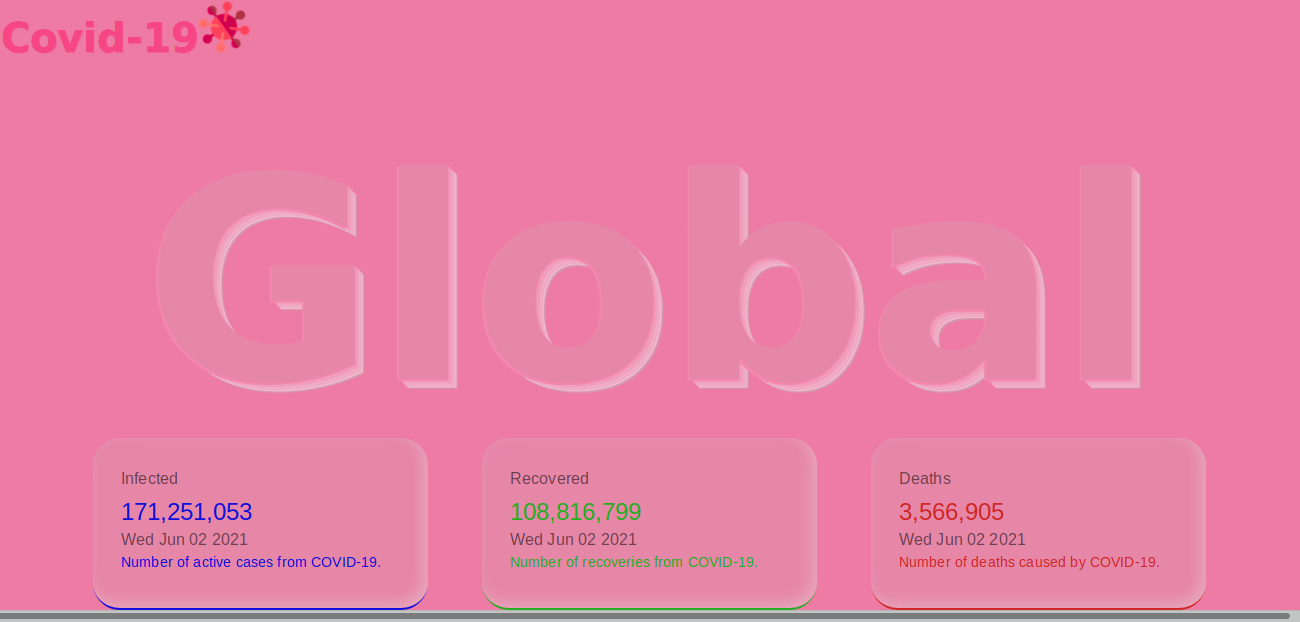 Covid-19
Global
Infected
171,251,053
Wed Jun 02 2021
Number of active cases from COVID-19.
Recovered
108,816,799
Wed Jun 02 2021
Number of recoveries from COVID-19.
Deaths
3,566,905
Wed Jun 02 2021
Number of deaths caused by COVID-19.